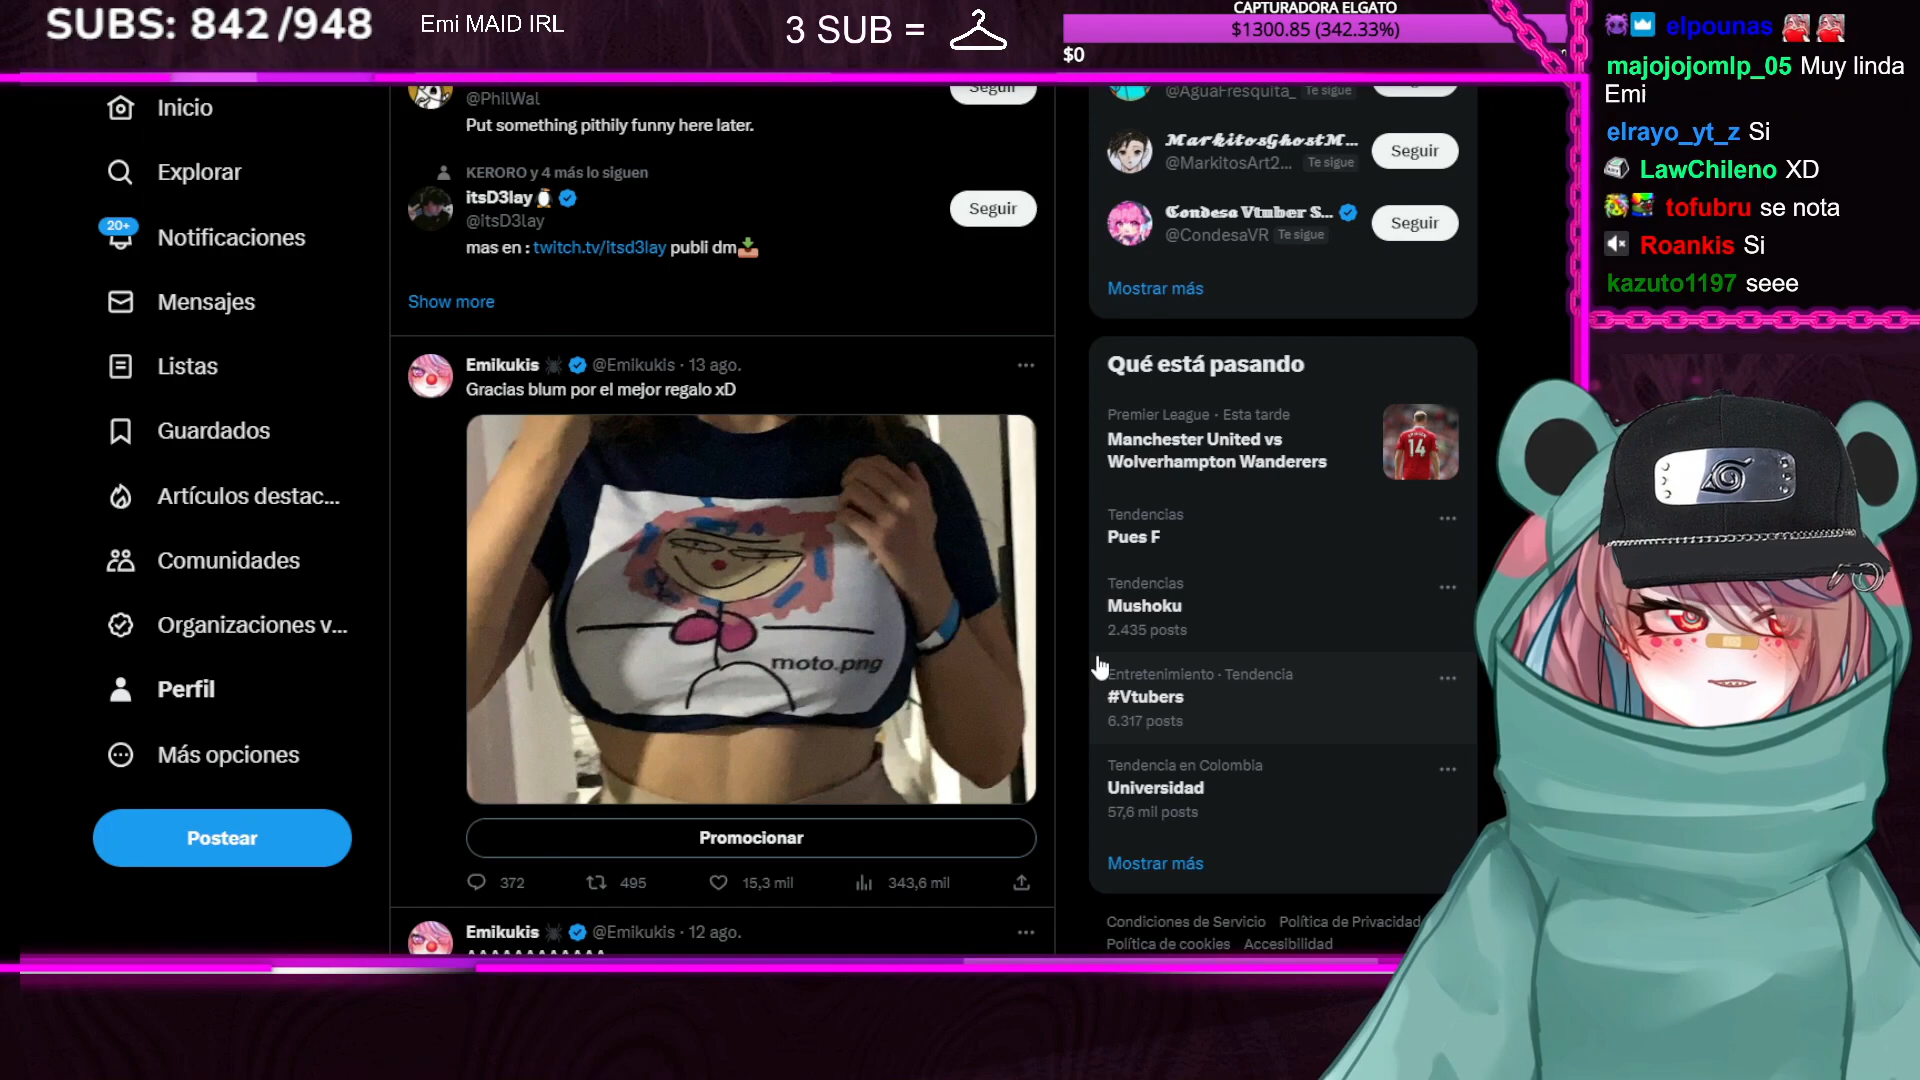 SUBS: 842 /948
Emi MAID IRL
3 SUB =
CAPTURADORA ELGATO
$1300.85 (342.33%)
$0
Inicio
Explorar
20+
Notificaciones
Mensajes
Listas
Guardados
Artículos destac...
Comunidades
Organizaciones v...
Perfil
Más opciones
Postear
@PhilWal
Seguir
Put something pithily funny here later.
KERORO y 4 más lo siguen
itsD3lay
@ItsD3lay
Seguir
mas en : twitch.tv/itsd3lay publi dm
Show more
Emikukis @Emikukis · 13 ago.
Gracias blum por el mejor regalo xD
moto.png
Promocionar
372
495
15,3 mil
343,6 mil
Emikukis @Emikukis · 12 ago.
@AguaFresquita_ Te sigue
MarkitosGhostM...
@MarkitosArt2... Te sigue
Seguir
Condesa Vtuber S...
@CondesaVR Te sigue
Seguir
Mostrar más
Qué está pasando
Premier League · Esta tarde
Manchester United vs
Wolverhampton Wanderers
14
Tendencias
Pues F
Tendencias
Mushoku
2.435 posts
Entretenimiento · Tendencia
#Vtubers
6.317 posts
Tendencia en Colombia
Universidad
57,6 mil posts
Mostrar más
Condiciones de Servicio Política de Privacidad
Política de cookies Accesibilidad
elpounas
majojojomlp_05 Muy linda
Emi
elrayo_yt_z Si
LawChileno XD
tofubru se nota
Roankis Si
kazuto1197 seee